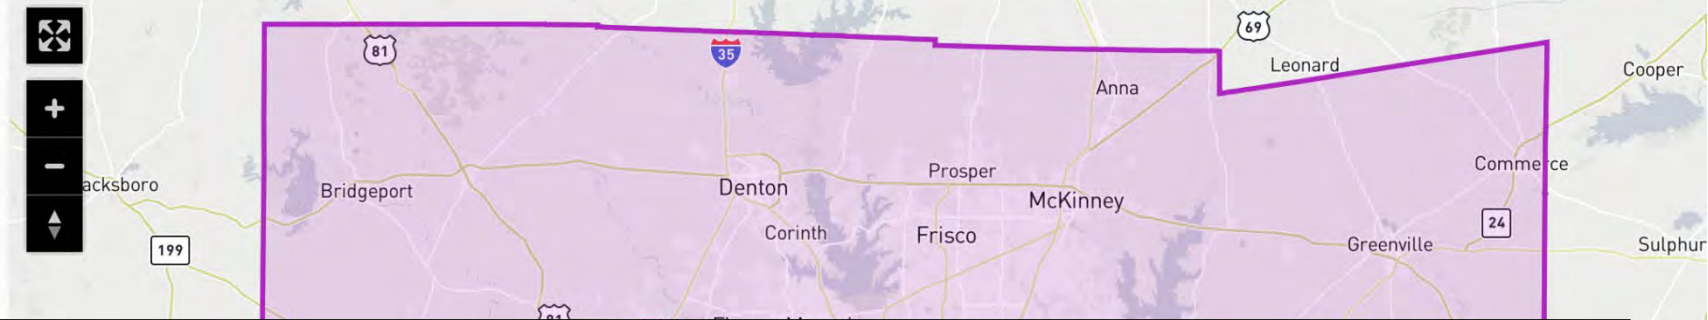 69
81
35
Leonard
Cooper
Anna
+
−
Commerce
Prosper
acksboro
Bridgeport
Denton
McKinney
24
Corinth
Frisco
Greenville
Sulphur
199